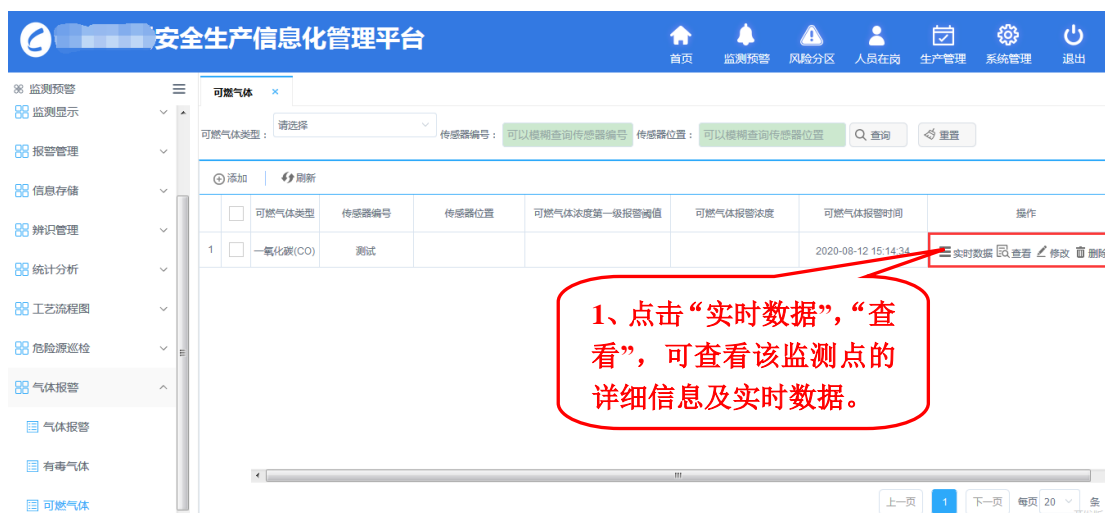 安全生产信息化管理平台
首页 监测预警 风险分区 人员在岗 生产管理 系统管理 退出
监测预警
可燃气体 ×
监测显示
报警管理
信息存储
辨识管理
统计分析
工艺流程图
危险源巡检
气体报警
气体报警
有毒气体
可燃气体
可燃气体类型： 请选择 传感器编号： 可以模糊查询传感器编号 传感器位置： 可以模糊查询传感器位置 查询 重置
添加 刷新
可燃气体类型 传感器编号 传感器位置 可燃气体浓度第一级报警阈值 可燃气体报警浓度 可燃气体报警时间 操作
1 一氧化碳(CO) 测试 2020-08-12 15:14:34 实时数据 查看 修改 删除
1、点击“实时数据”，“查
看”，可查看该监测点的
详细信息及实时数据。
上一页 1 下一页 每页 20 条